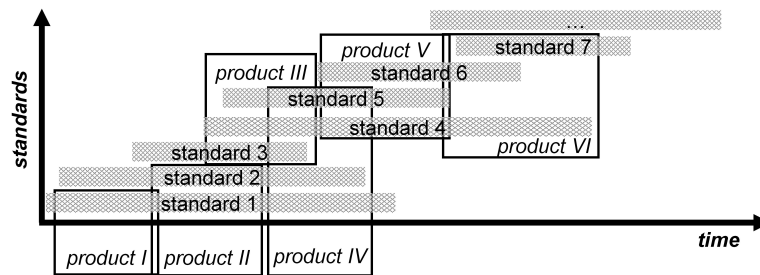 ...
standard 7
product V
standard 6
product III
standard 5
standard 4
product VI
standard 3
standard 2
standard 1
standards
time
product I
product II
product IV